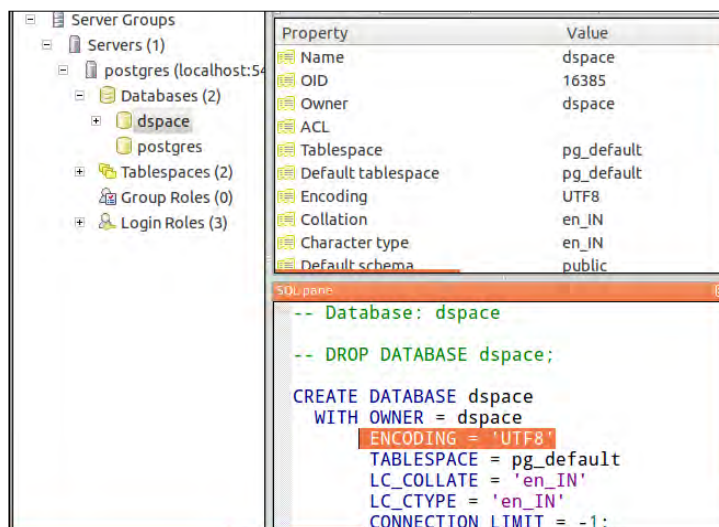 Server Groups
Servers (1)
postgres (localhost:54
Databases (2)
dspace
postgres
Tablespaces (2)
Group Roles (0)
Login Roles (3)
Property Value
Name dspace
OID 16385
Owner dspace
ACL
Tablespace pg_default
Default tablespace pg_default
Encoding UTF8
Collation en_IN
Character type en_IN
Default schema public
SQL pane
-- Database: dspace
-- DROP DATABASE dspace;
CREATE DATABASE dspace
WITH OWNER = dspace
ENCODING = 'UTF8'
TABLESPACE = pg_default
LC_COLLATE = 'en_IN'
LC_CTYPE = 'en_IN'
CONNECTION LIMIT = -1;